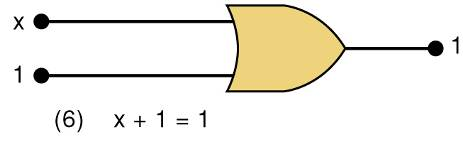 x
1
1
(6) x + 1 = 1